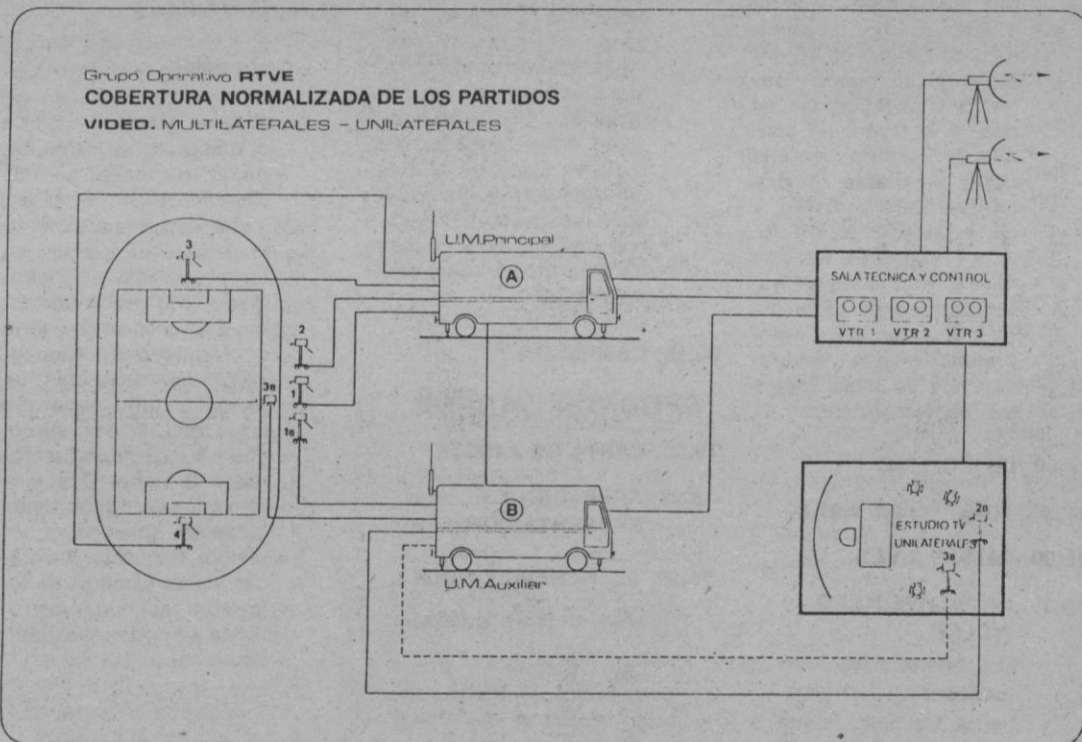 Grupo Operativo RTVE
COBERTURA NORMALIZADA DE LOS PARTIDOS
VIDEO. MULTILATERALES - UNILATERALES
3
2
3a
1
1a
4
U.M. Principal
A
B
U.M. Auxiliar
SALA TECNICA Y CONTROL
VTR 1 VTR 2 VTR 3
ESTUDIO TV
UNILATERALES
2a
3a